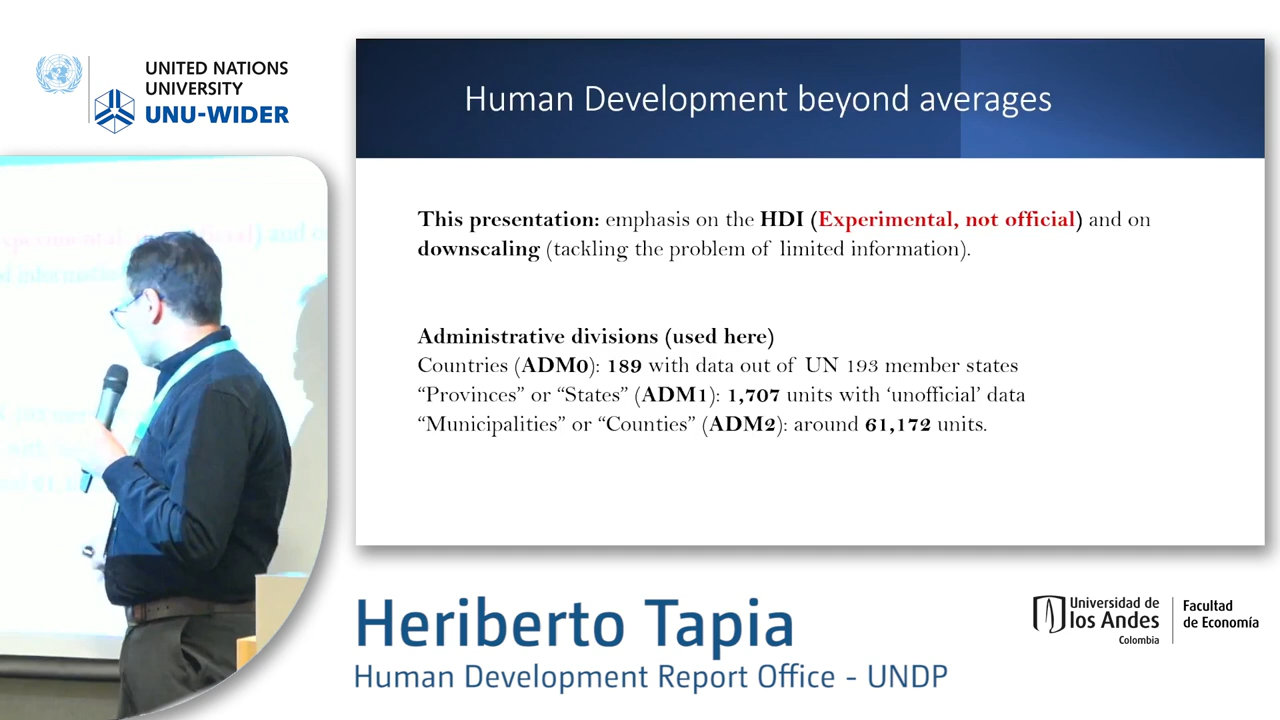 UNITED NATIONS
UNIVERSITY
UNU-WIDER
Human Development beyond averages
This presentation: emphasis on the HDI (Experimental, not official) and on
downscaling (tackling the problem of limited information).
Administrative divisions (used here)
Countries (ADM0): 189 with data out of UN 193 member states
“Provinces” or “States” (ADM1): 1,707 units with ‘unofficial’ data
“Municipalities” or “Counties” (ADM2): around 61,172 units.
Heriberto Tapia
Human Development Report Office - UNDP
Universidad de
los Andes
Colombia
Facultad
de Economía